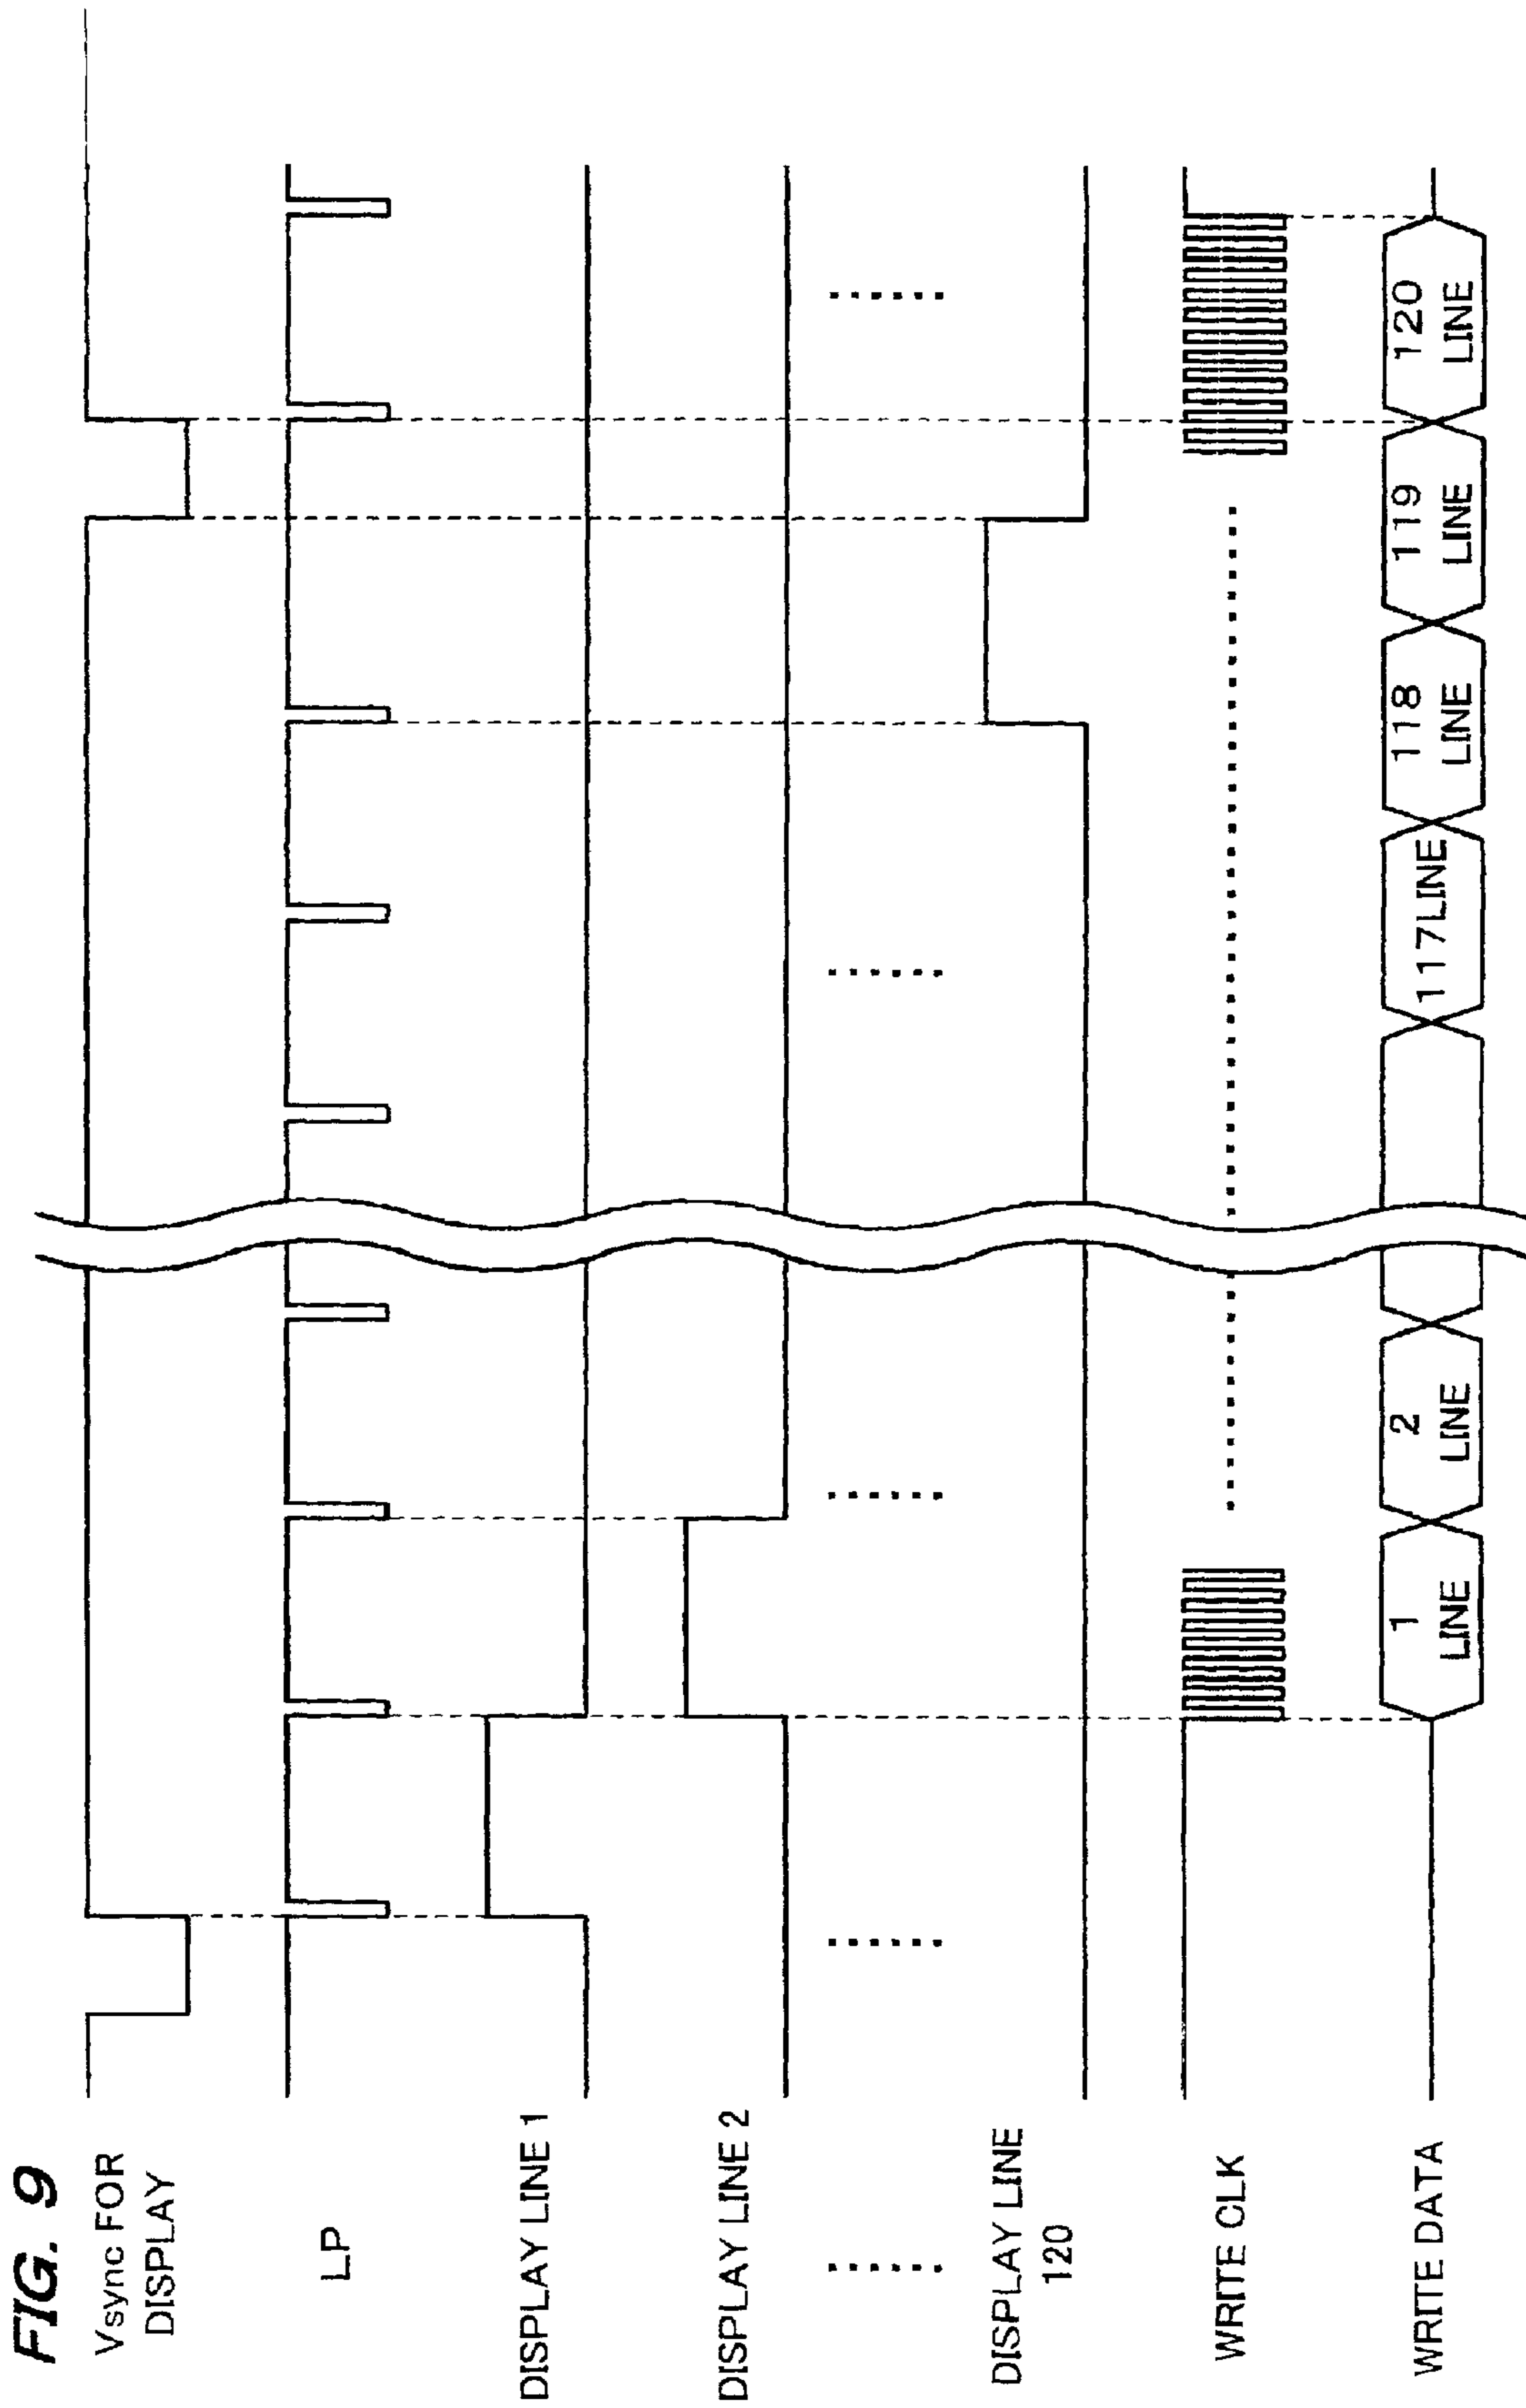 FIG. 9
Vsync FOR
DISPLAY
LP
DISPLAY LINE 1
DISPLAY LINE 2
DISPLAY LINE
120
WRITE CLK
WRITE DATA
1
LINE
2
LINE
117LINE
118
LINE
119
LINE
120
LINE